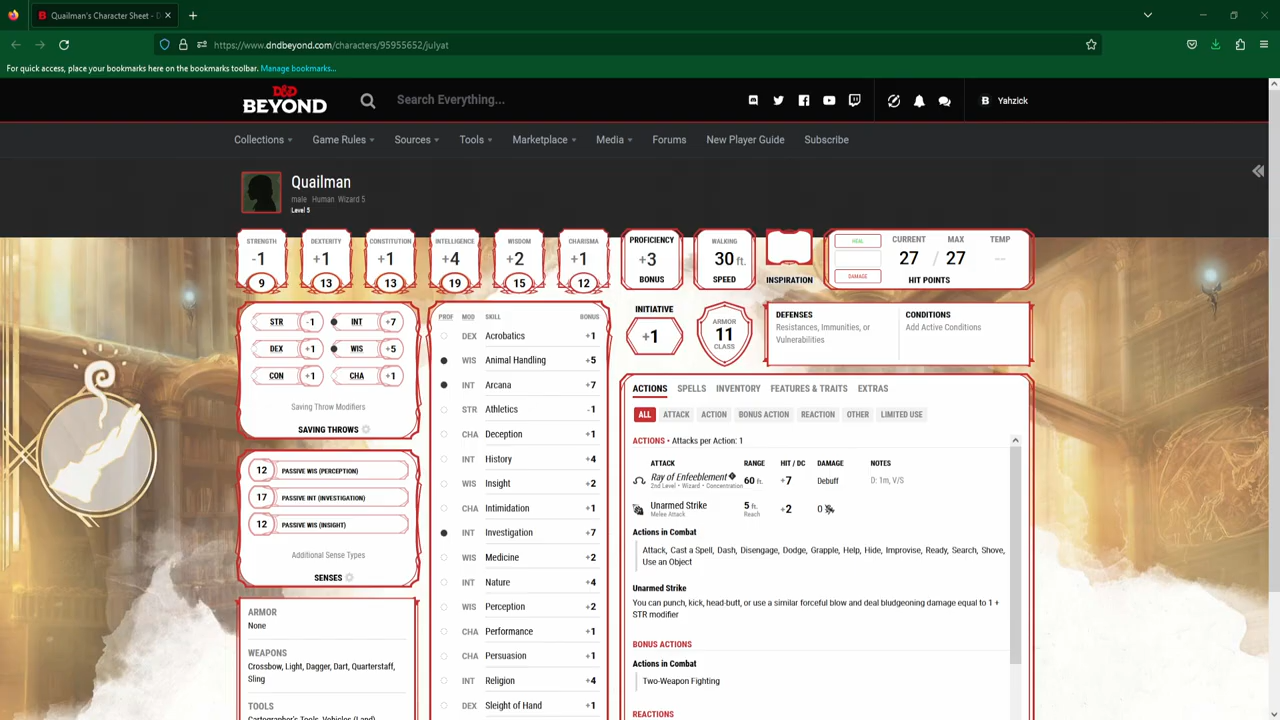 Quailman's Character Sheet - D
https://www.dndbeyond.com/characters/95955652/julyat
For quick access, place your bookmarks here on the bookmarks toolbar. Manage bookmarks...
D&D
BEYOND
Search Everything...
B Yahzick
Collections
Game Rules
Sources
Tools
Marketplace
Media
Forums
New Player Guide
Subscribe
Quailman
male Human Wizard 5
Level 5
STRENGTH
-1
9
DEXTERITY
+1
13
CONSTITUTION
+1
13
INTELLIGENCE
+4
19
WISDOM
+2
15
CHARISMA
+1
12
PROFICIENCY
+3
BONUS
WALKING
30 ft.
SPEED
INSPIRATION
HEAL
DAMAGE
CURRENT MAX TEMP
27 / 27 --
HIT POINTS
STR -1
INT +7
DEX +1
WIS +5
CON +1
CHA +1
Saving Throw Modifiers
SAVING THROWS
12 PASSIVE WIS (PERCEPTION)
17 PASSIVE INT (INVESTIGATION)
12 PASSIVE WIS (INSIGHT)
Additional Sense Types
SENSES
ARMOR
None
WEAPONS
Crossbow, Light, Dagger, Dart, Quarterstaff,
Sling
TOOLS
Cartographer's Tools, Vehicles (Land)
PROF MOD SKILL BONUS
DEX Acrobatics +1
WIS Animal Handling +5
INT Arcana +7
STR Athletics -1
CHA Deception +1
INT History +4
WIS Insight +2
CHA Intimidation +1
INT Investigation +7
WIS Medicine +2
INT Nature +4
WIS Perception +2
CHA Performance +1
CHA Persuasion +1
INT Religion +4
DEX Sleight of Hand +1
INITIATIVE
+1
ARMOR
11
CLASS
DEFENSES
Resistances, Immunities, or
Vulnerabilities
CONDITIONS
Add Active Conditions
ACTIONS SPELLS INVENTORY FEATURES & TRAITS EXTRAS
ALL ATTACK ACTION BONUS ACTION REACTION OTHER LIMITED USE
ACTIONS • Attacks per Action: 1
ATTACK RANGE HIT / DC DAMAGE NOTES
Ray of Enfeeblement 60 ft. +7 Debuff D: 1m, V/S
2nd Level • Wizard • Concentration
Unarmed Strike 5 ft. +2 0
Melee Attack Reach
Actions in Combat
Attack, Cast a Spell, Dash, Disengage, Dodge, Grapple, Help, Hide, Improvise, Ready, Search, Shove,
Use an Object
Unarmed Strike
You can punch, kick, head-butt, or use a similar forceful blow and deal bludgeoning damage equal to 1 +
STR modifier
BONUS ACTIONS
Actions in Combat
Two-Weapon Fighting
REACTIONS